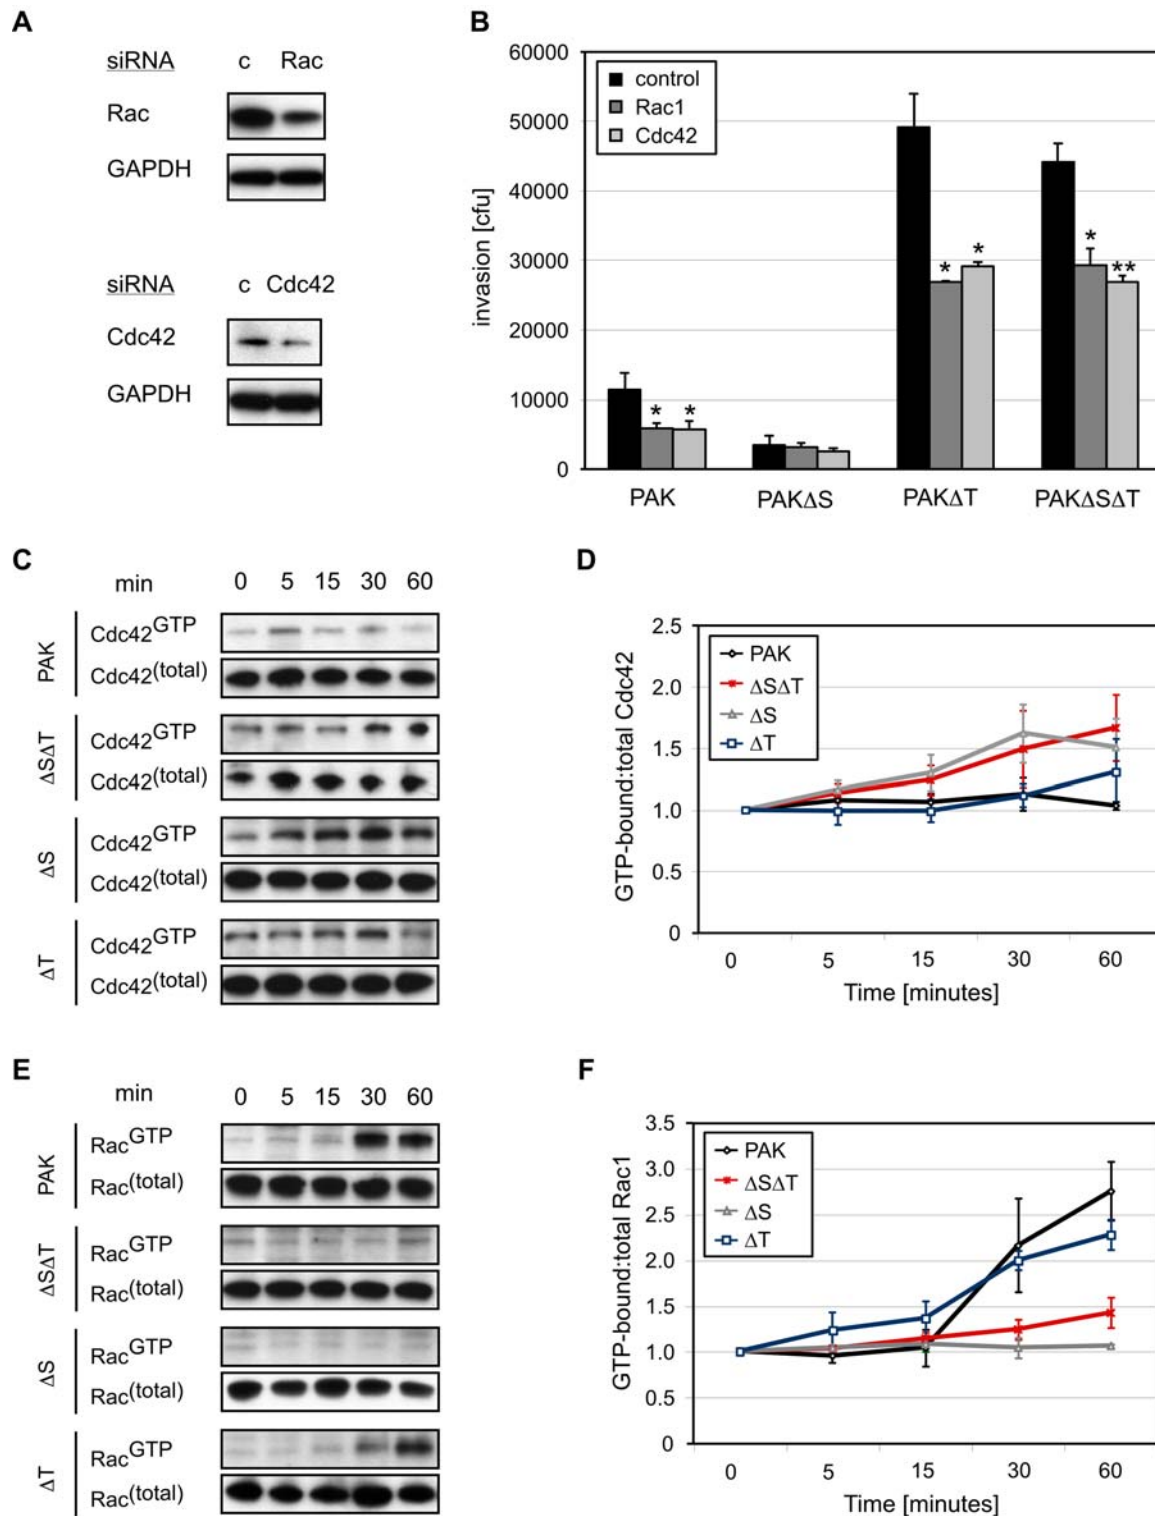 A
siRNA c Rac
Rac
GAPDH
siRNA c Cdc42
Cdc42
GAPDH
B
60000
50000
40000
30000
20000
10000
0
invasion [cfu]
control
Rac1
Cdc42
* *
* *
* **
PAK PAKΔS PAKΔT PAKΔSΔT
C
min 0 5 15 30 60
PAK
Cdc42GTP
Cdc42(total)
ΔSΔT
Cdc42GTP
Cdc42(total)
ΔS
Cdc42GTP
Cdc42(total)
ΔT
Cdc42GTP
Cdc42(total)
D
2.5
2.0
1.5
1.0
0.5
0
GTP-bound:total Cdc42
PAK
ΔSΔT
ΔS
ΔT
0 5 15 30 60
Time [minutes]
E
min 0 5 15 30 60
PAK
RacGTP
Rac(total)
ΔSΔT
RacGTP
Rac(total)
ΔS
RacGTP
Rac(total)
ΔT
RacGTP
Rac(total)
F
3.5
3.0
2.5
2.0
1.5
1.0
0.5
0
GTP-bound:total Rac1
PAK
ΔSΔT
ΔS
ΔT
0 5 15 30 60
Time [minutes]